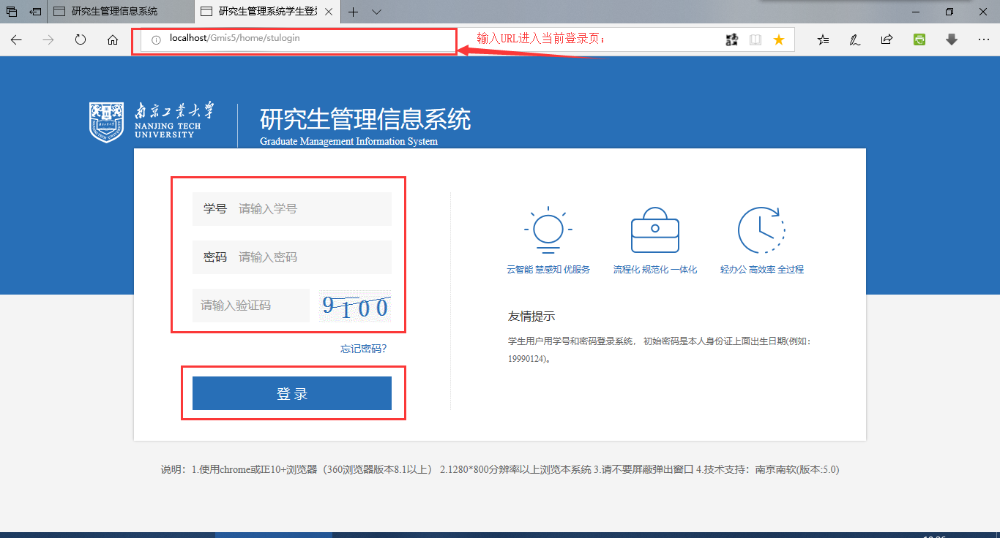 研究生管理信息系统
研究生管理系统学生登录
localhost/Gmis5/home/stulogin
输入URL进入当前登录页;
南京工业大学
NANJING TECH
UNIVERSITY
研究生管理信息系统
Graduate Management Information System
学号 请输入学号
密码 请输入密码
请输入验证码 9100
忘记密码?
登 录
云智能 慧感知 优服务
流程化 规范化 一体化
轻办公 高效率 全过程
友情提示
学生用户用学号和密码登录系统， 初始密码是本人身份证上面出生日期(例如：
19990124)。
说明：1.使用chrome或IE10+浏览器（360浏览器版本8.1以上） 2.1280*800分辨率以上浏览本系统 3.请不要屏蔽弹出窗口 4.技术支持：南京南软(版本:5.0)